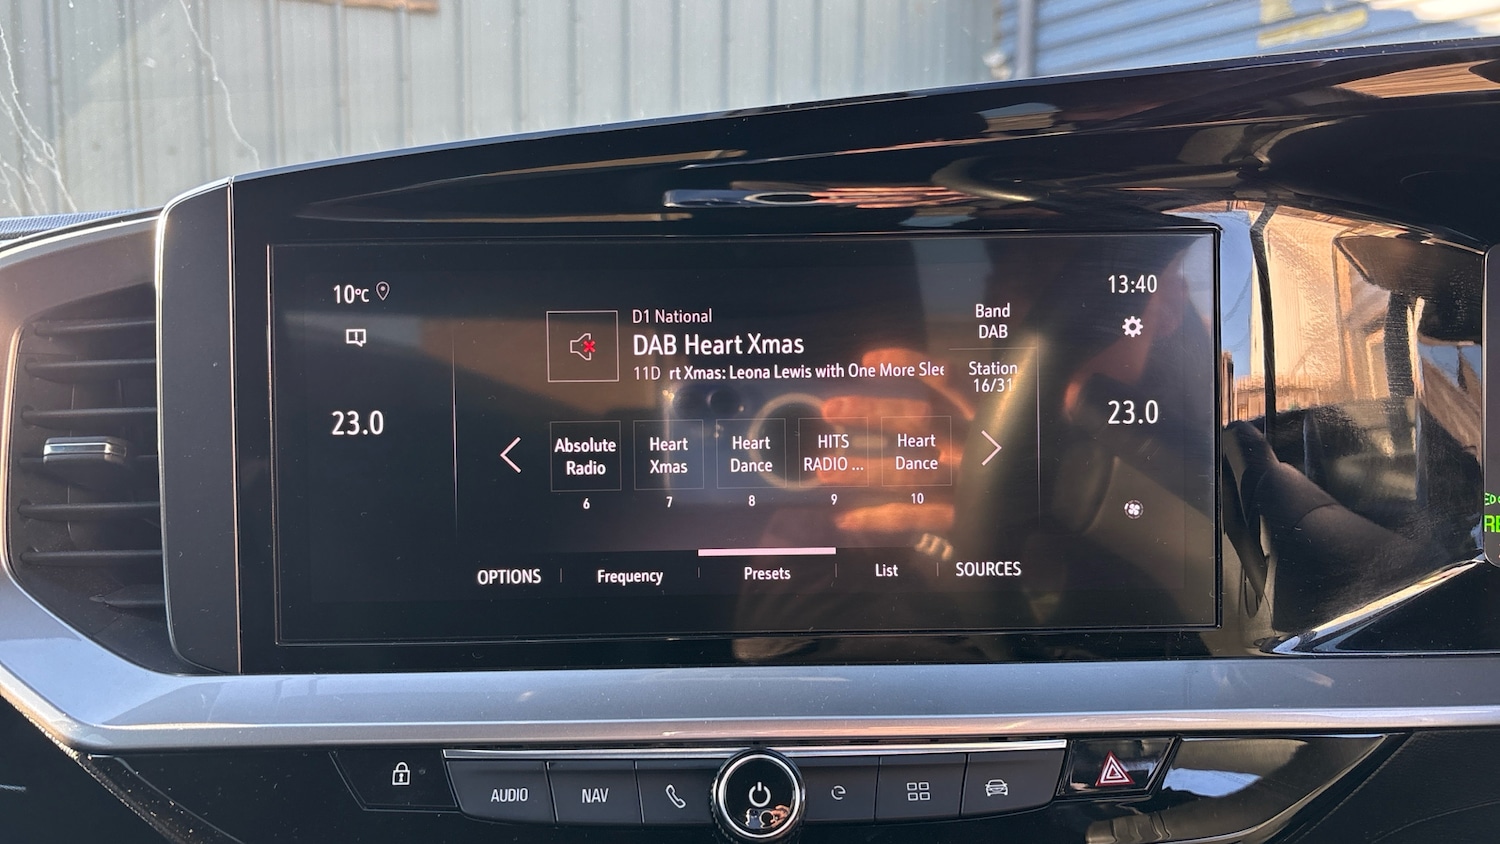 10°C
13:40
D1 National
DAB Heart Xmas
11D rt Xmas: Leona Lewis with One More Slee
Band
DAB
Station
16/31
23.0
23.0
Absolute
Radio
6
Heart
Xmas
7
Heart
Dance
8
HITS
RADIO ...
9
Heart
Dance
10
OPTIONS
Frequency
Presets
List
SOURCES
AUDIO
NAV